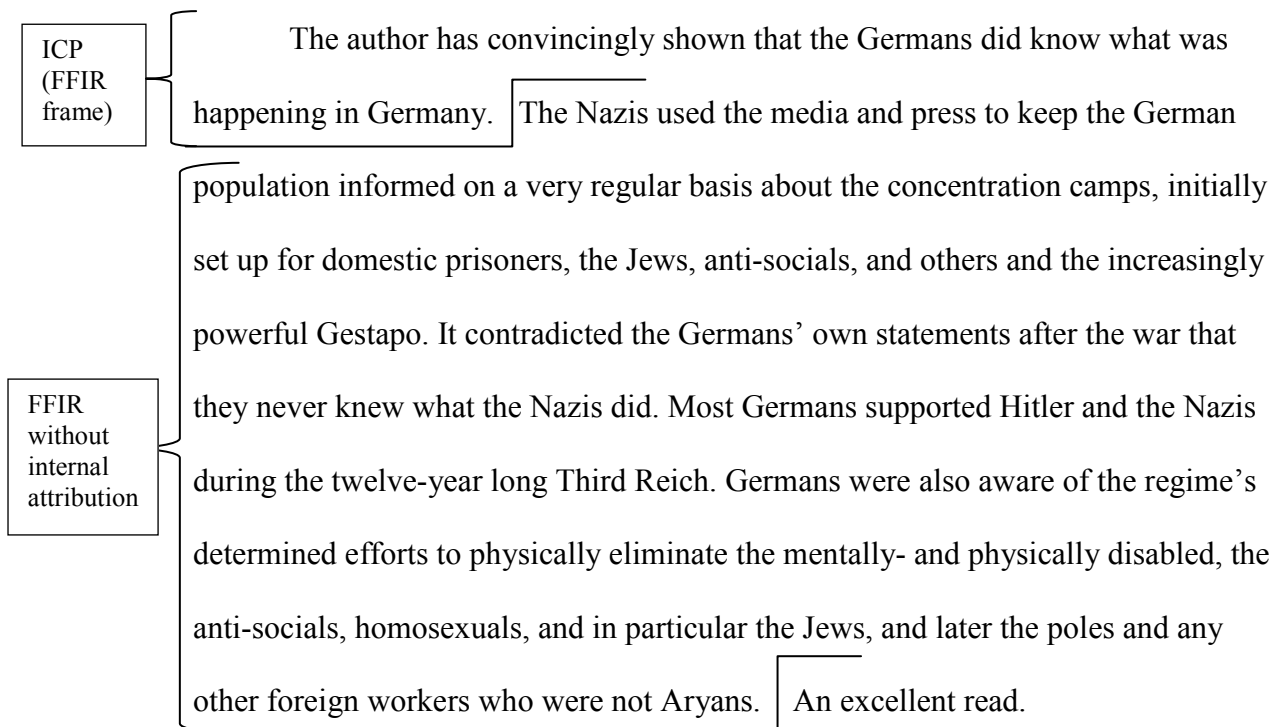 ICP
(FFIR
frame)
The author has convincingly shown that the Germans did know what was
happening in Germany. The Nazis used the media and press to keep the German
population informed on a very regular basis about the concentration camps, initially
set up for domestic prisoners, the Jews, anti-socials, and others and the increasingly
powerful Gestapo. It contradicted the Germans’ own statements after the war that
they never knew what the Nazis did. Most Germans supported Hitler and the Nazis
during the twelve-year long Third Reich. Germans were also aware of the regime’s
determined efforts to physically eliminate the mentally- and physically disabled, the
anti-socials, homosexuals, and in particular the Jews, and later the poles and any
other foreign workers who were not Aryans. An excellent read.
FFIR
without
internal
attribution